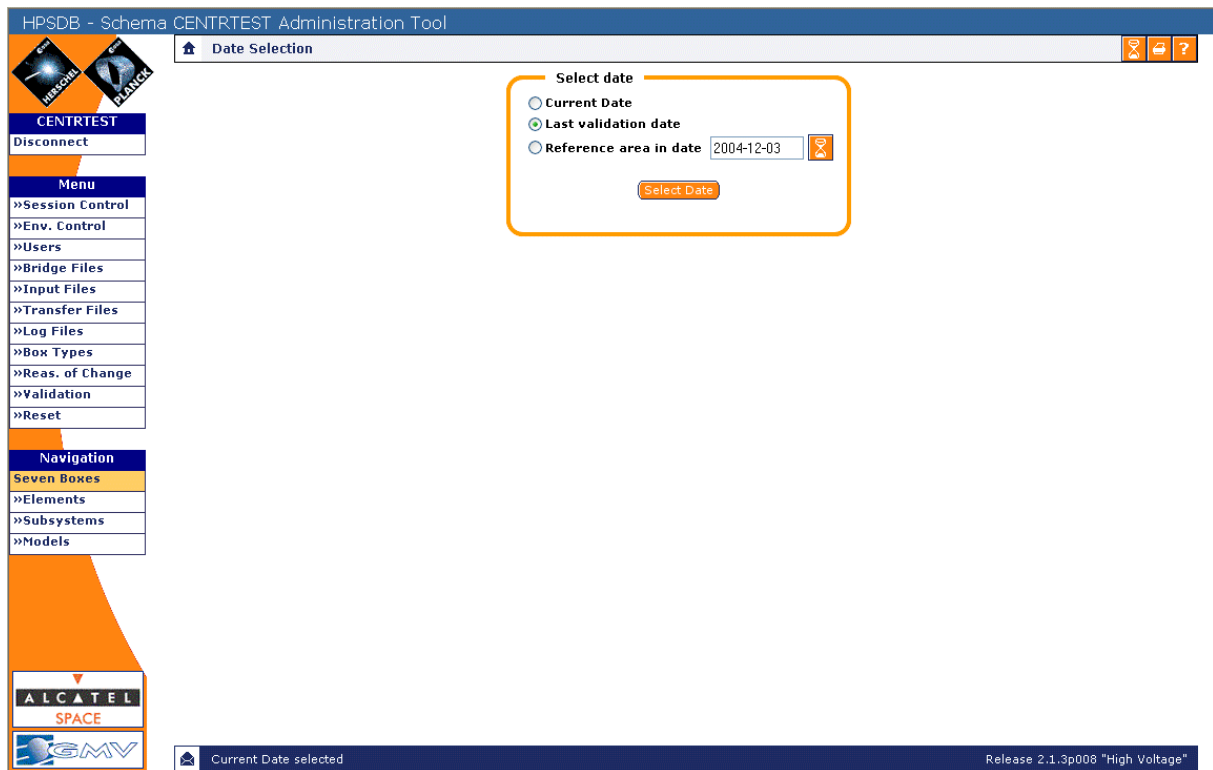 HPSDB - Schema CENTRTEST Administration Tool
HERSCHEL
PLANCK
Date Selection
?
Select date
Current Date
Last validation date
Reference area in date 2004-12-03
Select Date
CENTRTEST
Disconnect
Menu
»Session Control
»Env. Control
»Users
»Bridge Files
»Input Files
»Transfer Files
»Log Files
»Box Types
»Reas. of Change
»Validation
»Reset
Navigation
Seven Boxes
»Elements
»Subsystems
»Models
ALCATEL
SPACE
GMV
Current Date selected
Release 2.1.3p008 "High Voltage"